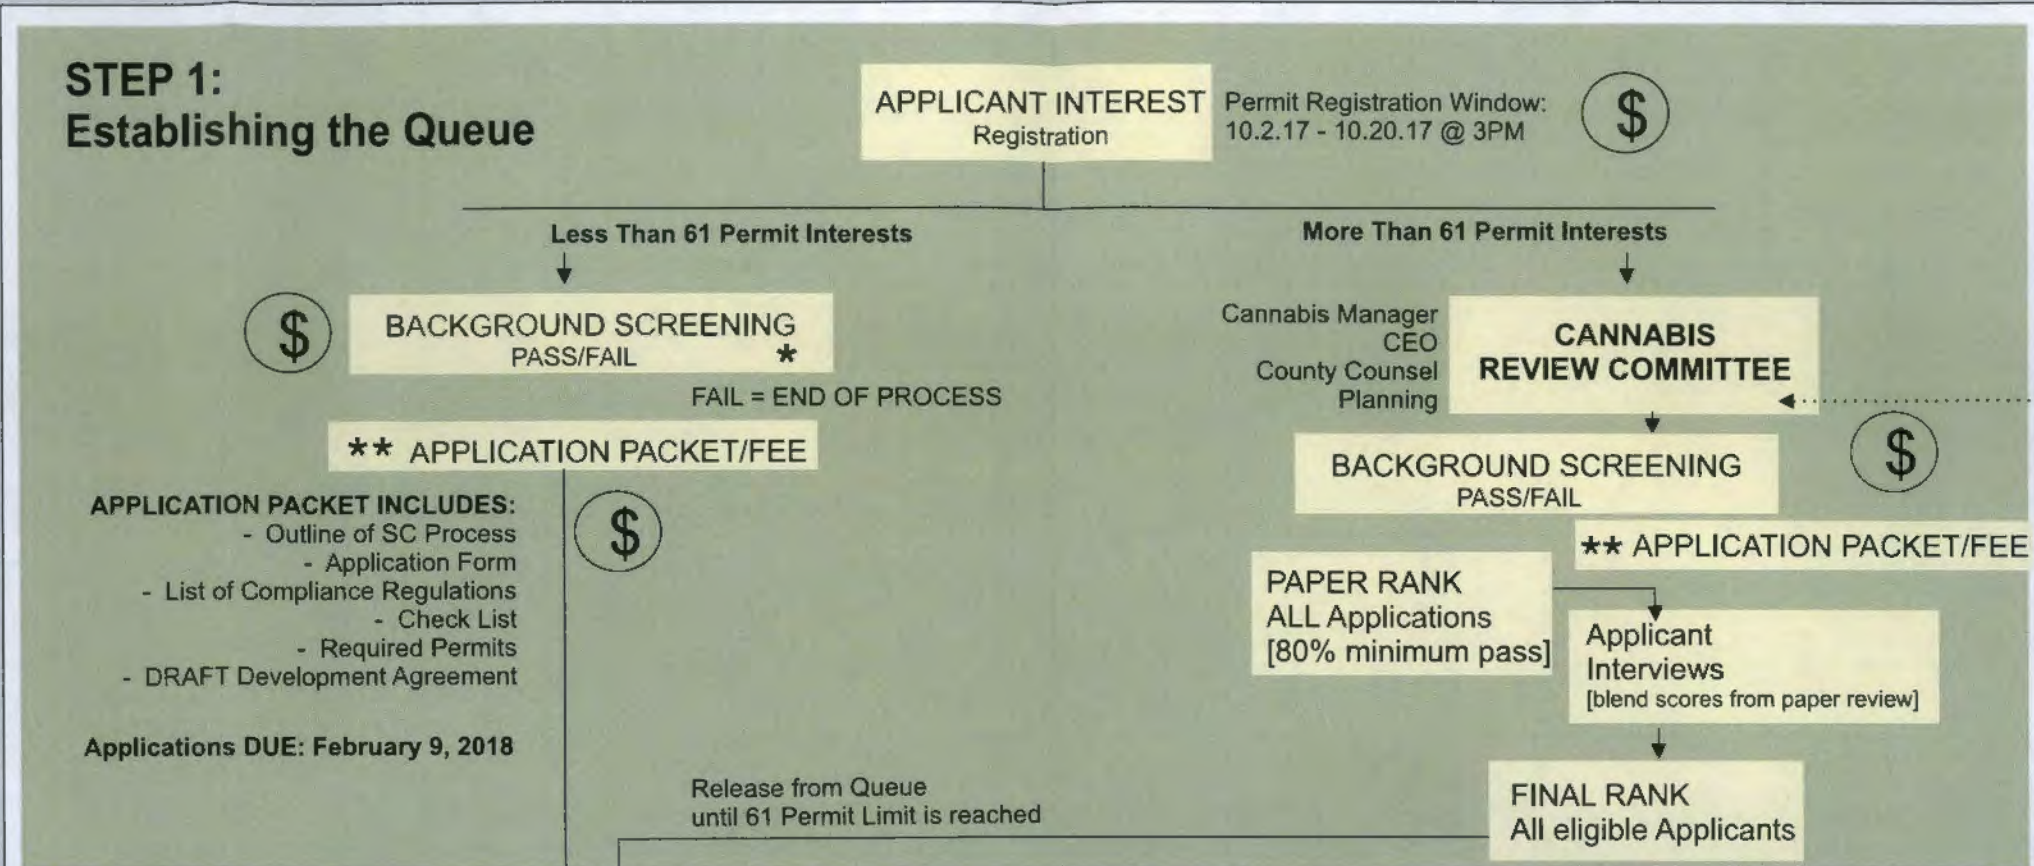 STEP 1:
Establishing the Queue
APPLICANT INTEREST
Registration
Permit Registration Window:
10.2.17 - 10.20.17 @ 3PM
$
Less Than 61 Permit Interests
More Than 61 Permit Interests
$
BACKGROUND SCREENING
PASS/FAIL *
FAIL = END OF PROCESS
** APPLICATION PACKET/FEE
$
APPLICATION PACKET INCLUDES:
- Outline of SC Process
- Application Form
- List of Compliance Regulations
- Check List
- Required Permits
- DRAFT Development Agreement
Applications DUE: February 9, 2018
Cannabis Manager
CEO
County Counsel
Planning
CANNABIS
REVIEW COMMITTEE
$
BACKGROUND SCREENING
PASS/FAIL
** APPLICATION PACKET/FEE
PAPER RANK
ALL Applications
[80% minimum pass]
Applicant
Interviews
[blend scores from paper review]
FINAL RANK
All eligible Applicants
Release from Queue
until 61 Permit Limit is reached